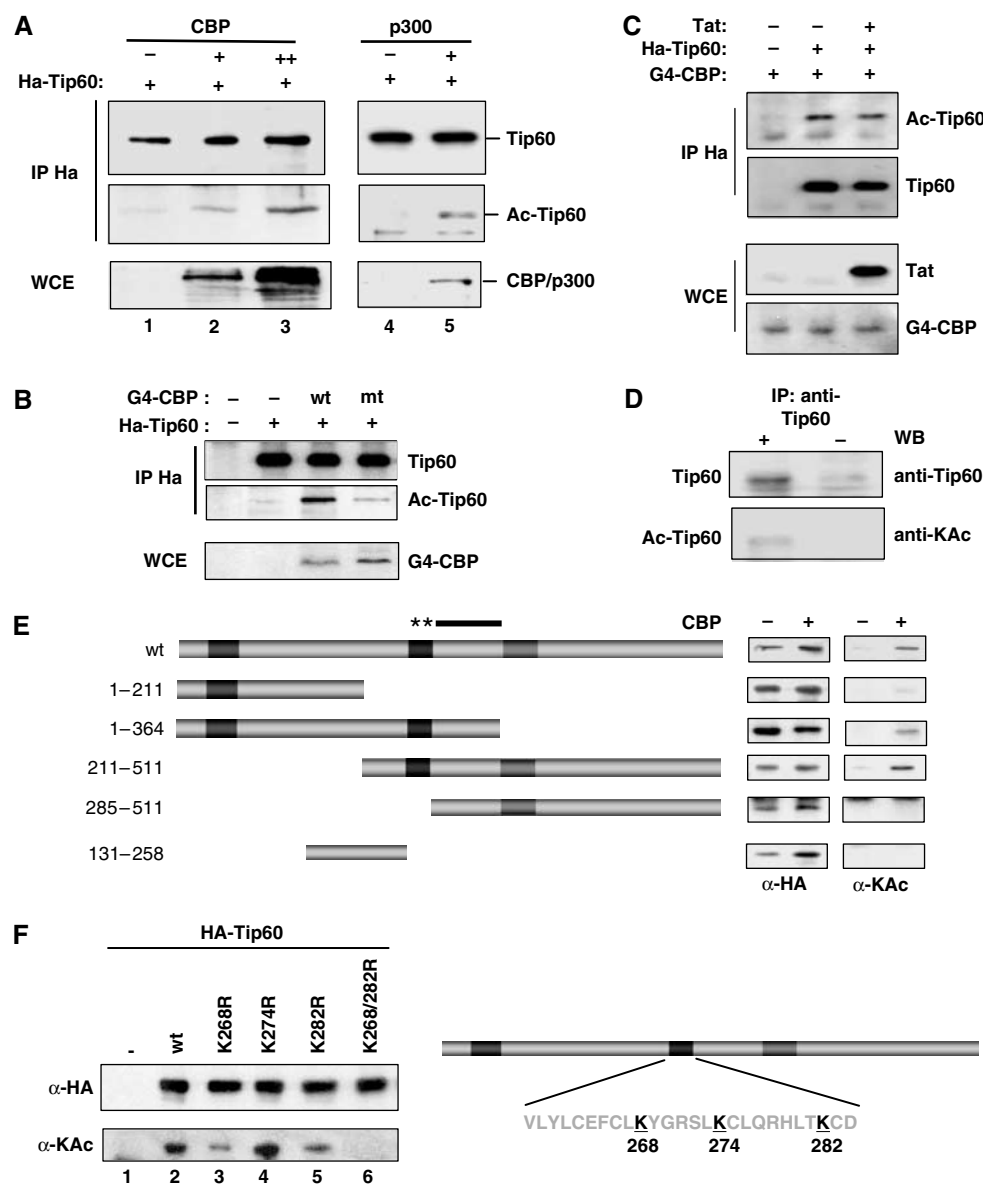 A
CBP
p300
– + ++ – +
Ha-Tip60: + + + + +
IP Ha
Tip60
Ac-Tip60
WCE
CBP/p300
1 2 3 4 5
B
G4-CBP : – – wt mt
Ha-Tip60 : – + + +
IP Ha
Tip60
Ac-Tip60
WCE
G4-CBP
C
Tat: – – +
Ha-Tip60: – + +
G4-CBP: + + +
IP Ha
Ac-Tip60
Tip60
WCE
Tat
G4-CBP
D
IP: anti-
Tip60
+ – WB
Tip60 anti-Tip60
Ac-Tip60 anti-KAc
E
**
CBP – + – +
wt
1–211
1–364
211–511
285–511
131–258
α-HA α-KAc
F
HA-Tip60
- wt K268R K274R K282R K268/282R
α-HA
α-KAc
1 2 3 4 5 6
VLYLCEFCLKYGRSLKCLQRHLTKCD
268 274 282